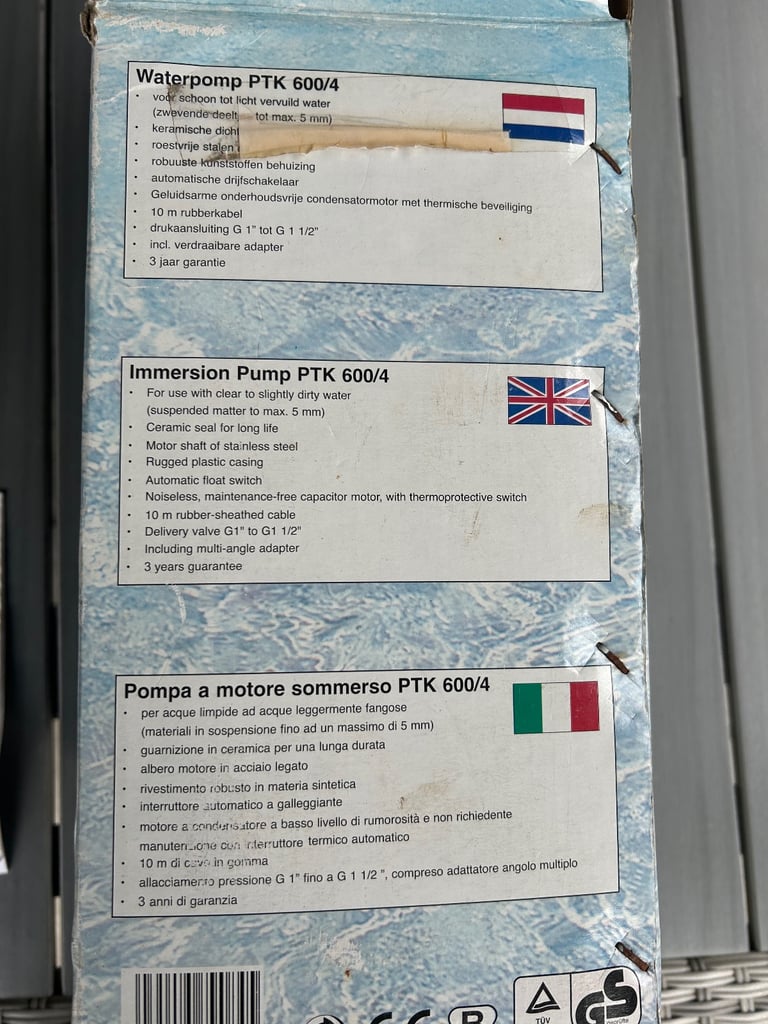 Waterpomp PTK 600/4
• voor schoon tot licht vervuild water
(zwevende deelt tot max. 5 mm)
• keramische dicht
• roestvrije stalen
• robuuste kunststoffen behuizing
• automatische drijfschakelaar
• Geluidsarme onderhoudsvrije condensatormotor met thermische beveiliging
• 10 m rubberkabel
• drukaansluiting G 1" tot G 1 1/2"
• incl. verdraaibare adapter
• 3 jaar garantie
Immersion Pump PTK 600/4
• For use with clear to slightly dirty water
(suspended matter to max. 5 mm)
• Ceramic seal for long life
• Motor shaft of stainless steel
• Rugged plastic casing
• Automatic float switch
• Noiseless, maintenance-free capacitor motor, with thermoprotective switch
• 10 m rubber-sheathed cable
• Delivery valve G1" to G1 1/2"
• Including multi-angle adapter
• 3 years guarantee
Pompa a motore sommerso PTK 600/4
• per acque limpide ad acque leggermente fangose
(materiali in sospensione fino ad un massimo di 5 mm)
• guarnizione in ceramica per una lunga durata
• albero motore in acciaio legato
• rivestimento robusto in materia sintetica
• interruttore automatico a galleggiante
• motore a condensatore a basso livello di rumorosità e non richiedente
manutenzione con interruttore termico automatico
• 10 m di cavo in gomma
• allacciamento pressione G 1" fino a G 1 1/2 ", compreso adattatore angolo multiplo
• 3 anni di garanzia
TÜV GS geprüfte